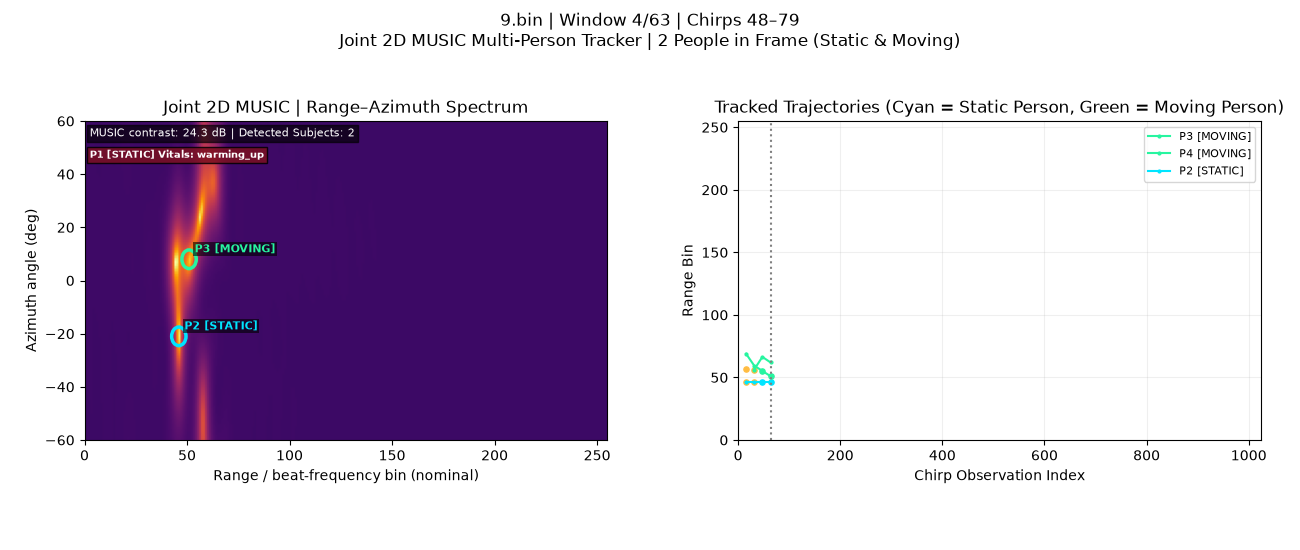 9.bin | Window 4/63 | Chirps 48–79
Joint 2D MUSIC Multi-Person Tracker | 2 People in Frame (Static & Moving)
Joint 2D MUSIC | Range–Azimuth Spectrum
MUSIC contrast: 24.3 dB | Detected Subjects: 2
P1 [STATIC] Vitals: warming_up
P3 [MOVING]
P2 [STATIC]
60
40
20
0
−20
−40
−60
Azimuth angle (deg)
0
50
100
150
200
250
Range / beat-frequency bin (nominal)
Tracked Trajectories (Cyan = Static Person, Green = Moving Person)
P3 [MOVING]
P4 [MOVING]
P2 [STATIC]
250
200
150
100
50
0
Range Bin
0
200
400
600
800
1000
Chirp Observation Index